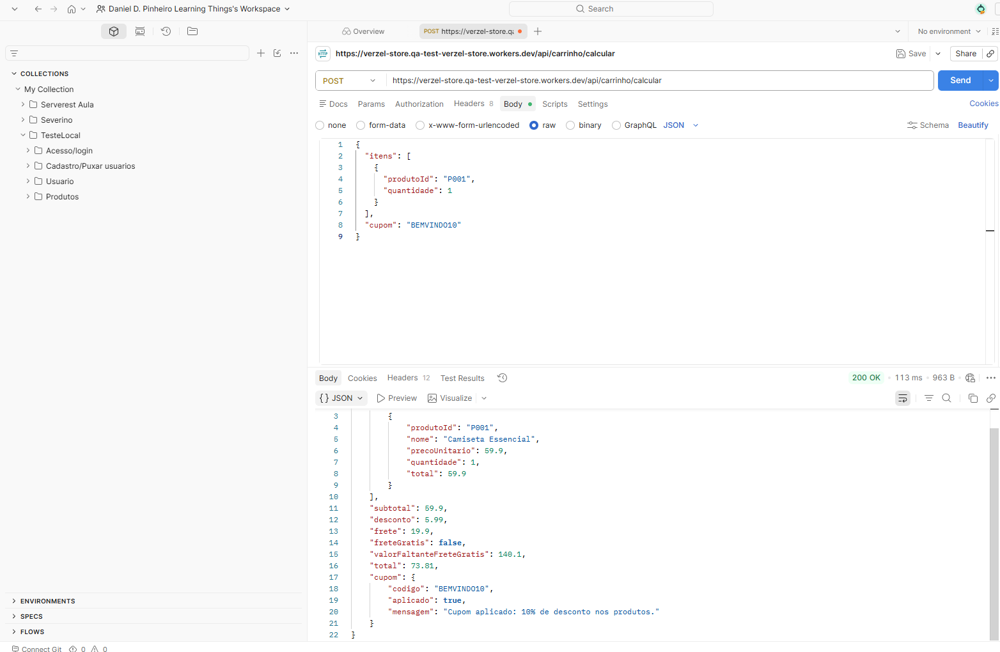 Daniel D. Pinheiro Learning Things's Workspace
Search
Overview
POST https://verzel-store.qa
No environment
HTTP https://verzel-store.qa-test-verzel-store.workers.dev/api/carrinho/calcular
Save
Share
COLLECTIONS
My Collection
Serverest Aula
Severino
TesteLocal
Acesso/login
Cadastro/Puxar usuarios
Usuario
Produtos
POST https://verzel-store.qa-test-verzel-store.workers.dev/api/carrinho/calcular
Send
Docs Params Authorization Headers 8 Body Scripts Settings
Cookies
none form-data x-www-form-urlencoded raw binary GraphQL JSON
Schema Beautify
1 {
2 "itens": [
3 {
4 "produtoId": "P001",
5 "quantidade": 1
6 }
7 ],
8 "cupom": "BEMVINDO10"
9 }
Body Cookies Headers 12 Test Results
200 OK • 113 ms • 963 B
{} JSON Preview Visualize
3 {
4 "produtoId": "P001",
5 "nome": "Camiseta Essencial",
6 "precoUnitario": 59.9,
7 "quantidade": 1,
8 "total": 59.9
9 }
10 ],
11 "subtotal": 59.9,
12 "desconto": 5.99,
13 "frete": 19.9,
14 "freteGratis": false,
15 "valorFaltanteFreteGratis": 140.1,
16 "total": 73.81,
17 "cupom": {
18 "codigo": "BEMVINDO10",
19 "aplicado": true,
20 "mensagem": "Cupom aplicado: 10% de desconto nos produtos."
21 }
22 }
ENVIRONMENTS
SPECS
FLOWS
Connect Git 0 0